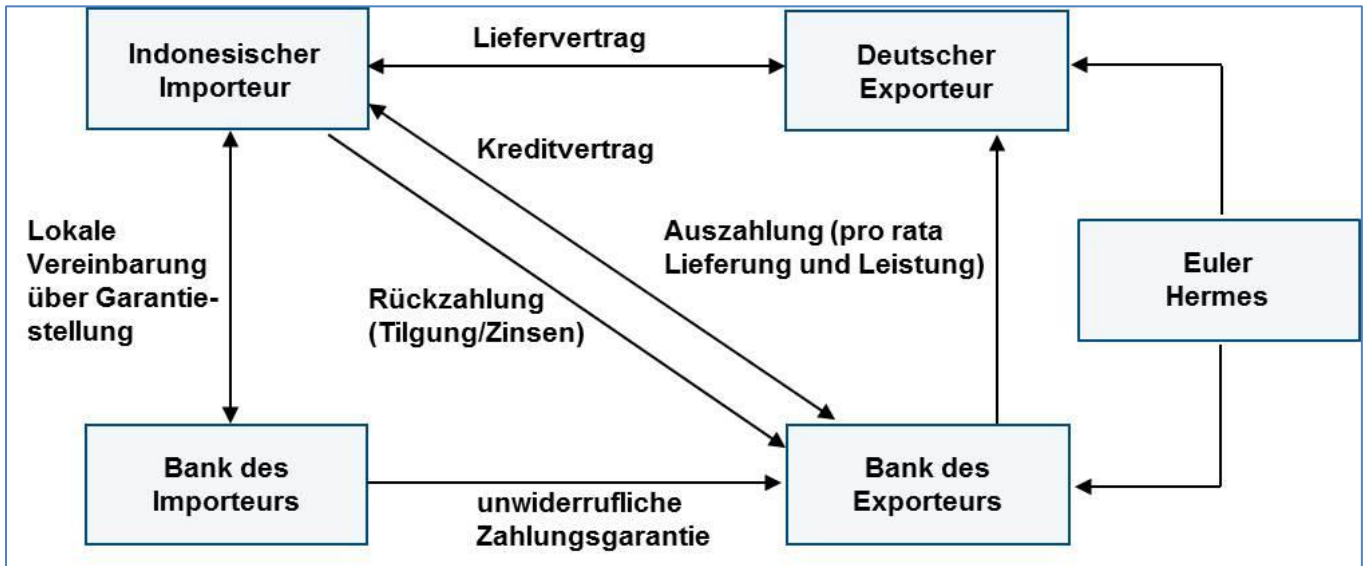 Indonesischer
Importeur
Liefervertrag
Deutscher
Exporteur
Kreditvertrag
Lokale
Vereinbarung
über Garantie-
stellung
Auszahlung (pro rata
Lieferung und Leistung)
Euler
Hermes
Rückzahlung
(Tilgung/Zinsen)
Bank des
Importeurs
unwiderrufliche
Zahlungsgarantie
Bank des
Exporteurs